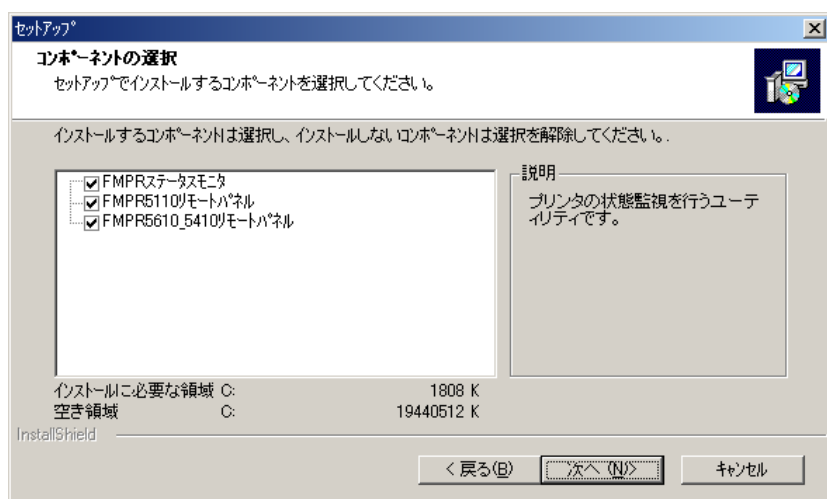 セットアップ
コンポーネントの選択
セットアップでインストールするコンポーネントを選択してください。
インストールするコンポーネントは選択し、インストールしないコンポーネントは選択を解除してください。.
FMPRステータスモニタ
FMPR5110リモートパネル
FMPR5610_5410リモートパネル
説明
プリンタの状態監視を行うユーテ
ィリティです。
インストールに必要な領域 C: 1808 K
空き領域 C: 19440512 K
InstallShield
< 戻る(B) 次へ (N)> キャンセル